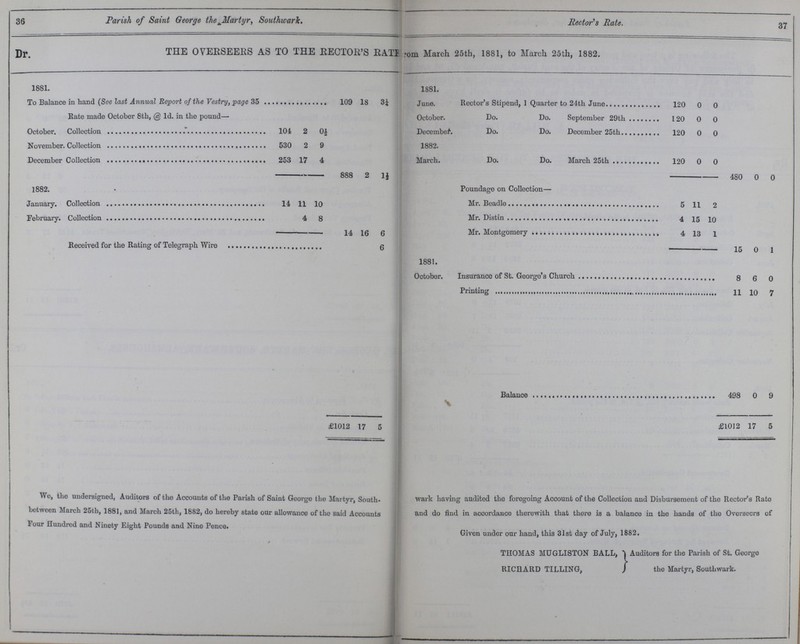 36 Parish of Saint George the Martyr, Southwark.
Dr. THE OVERSEERS AS TO THE RECTOR'S RATE
1881.
To Balance in hand (See last Annual Report of the Vestry, page 35 ................ 109 18 3¼
Rate made October 8th, @ 1d. in the pound—
October. Collection ........................................ 104 2 0½
November. Collection ........................................ 530 2 9
December Collection ........................................ 253 17 4
888 2 1½
1882.
January. Collection ........................................ 14 11 10
February. Collection ........................................ 4 8
14 16 6
Received for the Rating of Telegraph Wire ........................ 6
£1012 17 5
We, the undersigned, Auditors of the Accounts of the Parish of Saint George the Martyr, South-
between March 25th, 1881, and March 25th, 1882, do hereby state our allowance of the said Accounts
Four Hundred and Ninety Eight Pounds and Nine Pence.
Rector's Rate. 37
rom March 25th, 1881, to March 25th, 1882.
1881.
June. Rector's Stipend, 1 Quarter to 24th June.............. 120 0 0
October. Do. Do. September 29th ........ 120 0 0
December. Do. Do. December 25th.......... 120 0 0
1882.
March. Do. Do. March 25th ............ 120 0 0
480 0 0
Poundage on Collection—
Mr. Beadle...................................... 5 11 2
Mr. Distin ...................................... 4 15 10
Mr. Montgomery ................................ 4 13 1
15 0 1
1881.
October. Insurance of St. George's Church .................................. 8 6 0
Printing ...................................................... 11 10 7
Balance .............................................. 498 0 9
£1012 17 5
wark having audited the foregoing Account of the Collection and Disbursement of the Rector's Rate
and do find in accordance therewith that there is a balance in the hands of the Overseers of
Given under our hand, this 31st day of July, 1882.
THOMAS MUGLISTON BALL, } Auditors for the Parish of St. George
RICHARD TILLING, } the Martyr, Southwark.